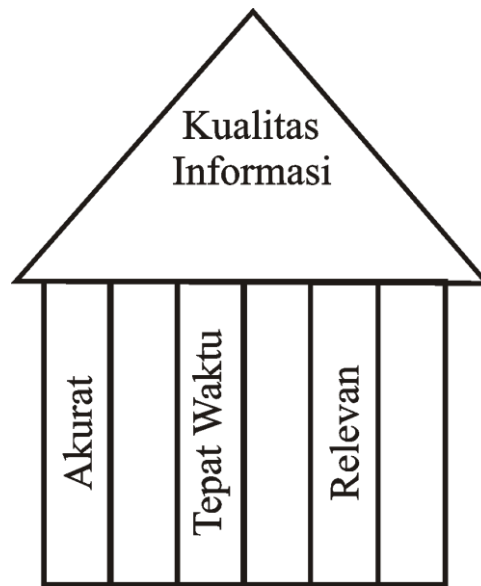 Kualitas
Informasi
Akurat
Tepat Waktu
Relevan